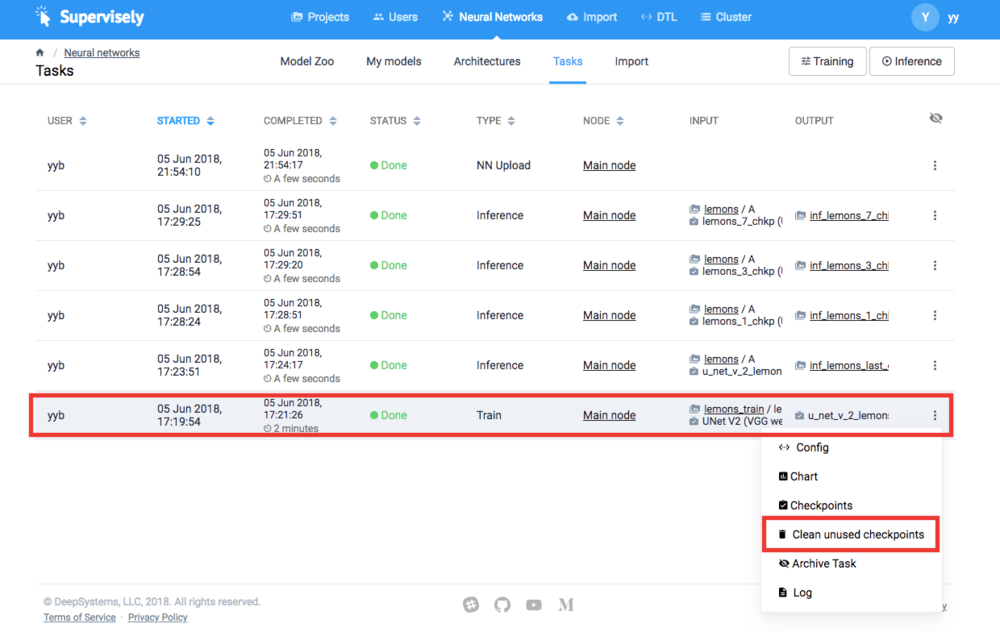 Supervisely
Projects Users Neural Networks Import DTL Cluster Y yy
/ Neural networks
Tasks
Model Zoo My models Architectures Tasks Import Training Inference
USER STARTED COMPLETED STATUS TYPE NODE INPUT OUTPUT
yyb 05 Jun 2018, 21:54:10 05 Jun 2018, 21:54:17 A few seconds Done NN Upload Main node
yyb 05 Jun 2018, 17:29:25 05 Jun 2018, 17:29:51 A few seconds Done Inference Main node lemons / A lemons_7_chkp ( inf_lemons_7_ch
yyb 05 Jun 2018, 17:28:54 05 Jun 2018, 17:29:20 A few seconds Done Inference Main node lemons / A lemons_3_chkp ( inf_lemons_3_ch
yyb 05 Jun 2018, 17:28:24 05 Jun 2018, 17:28:51 A few seconds Done Inference Main node lemons / A lemons_1_chkp ( inf_lemons_1_ch
yyb 05 Jun 2018, 17:23:51 05 Jun 2018, 17:24:17 A few seconds Done Inference Main node lemons / A u_net_v_2_lemon inf_lemons_last_
yyb 05 Jun 2018, 17:19:54 05 Jun 2018, 17:21:26 2 minutes Done Train Main node lemons_train / le UNet V2 (VGG we u_net_v_2_lemon
Config
Chart
Checkpoints
Clean unused checkpoints
Archive Task
Log
© DeepSystems, LLC, 2018. All rights reserved.
Terms of Service · Privacy Policy